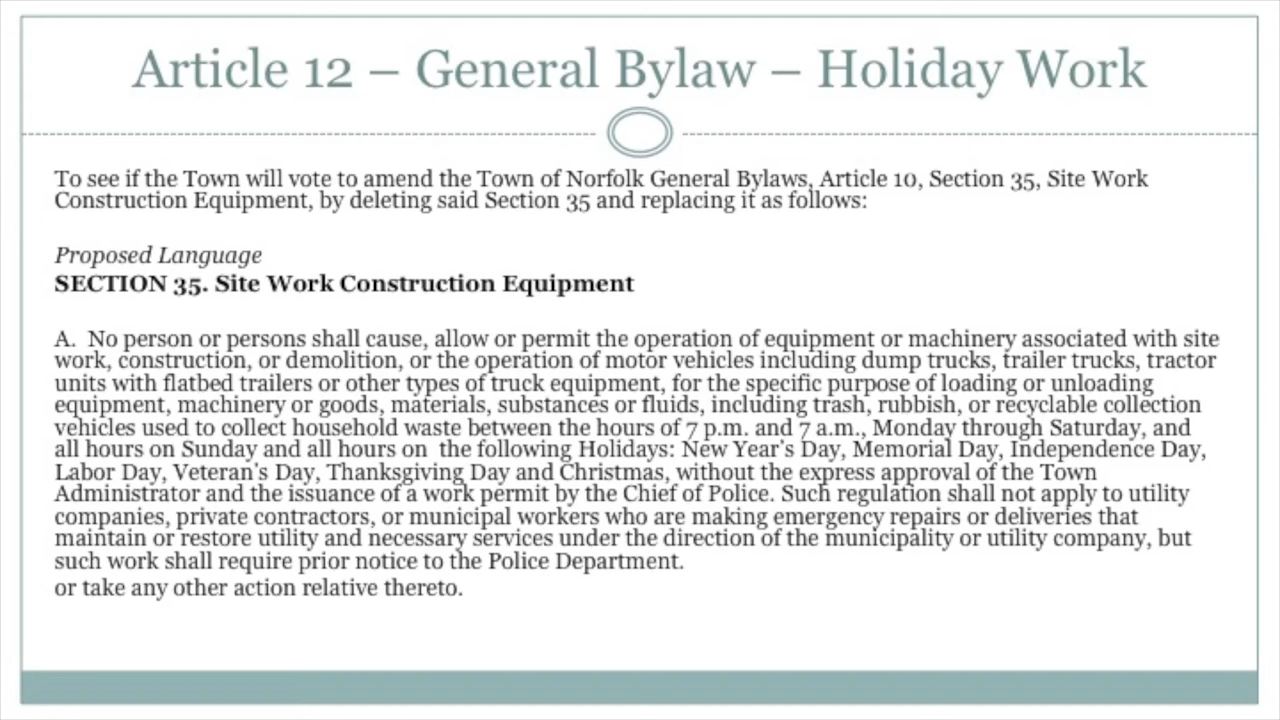 Article 12 – General Bylaw – Holiday Work
To see if the Town will vote to amend the Town of Norfolk General Bylaws, Article 10, Section 35, Site Work
Construction Equipment, by deleting said Section 35 and replacing it as follows:
Proposed Language
SECTION 35. Site Work Construction Equipment
A. No person or persons shall cause, allow or permit the operation of equipment or machinery associated with site
work, construction, or demolition, or the operation of motor vehicles including dump trucks, trailer trucks, tractor
units with flatbed trailers or other types of truck equipment, for the specific purpose of loading or unloading
equipment, machinery or goods, materials, substances or fluids, including trash, rubbish, or recyclable collection
vehicles used to collect household waste between the hours of 7 p.m. and 7 a.m., Monday through Saturday, and
all hours on Sunday and all hours on the following Holidays: New Year's Day, Memorial Day, Independence Day,
Labor Day, Veteran's Day, Thanksgiving Day and Christmas, without the express approval of the Town
Administrator and the issuance of a work permit by the Chief of Police. Such regulation shall not apply to utility
companies, private contractors, or municipal workers who are making emergency repairs or deliveries that
maintain or restore utility and necessary services under the direction of the municipality or utility company, but
such work shall require prior notice to the Police Department.
or take any other action relative thereto.